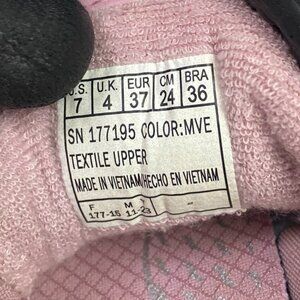 U.S. U.K. EUR CM BRA
7 4 37 24 36
SN 177195 COLOR:MVE
TEXTILE UPPER
MADE IN VIETNAM/HECHO EN VIETNAM
F M -
177-16 11-23 -